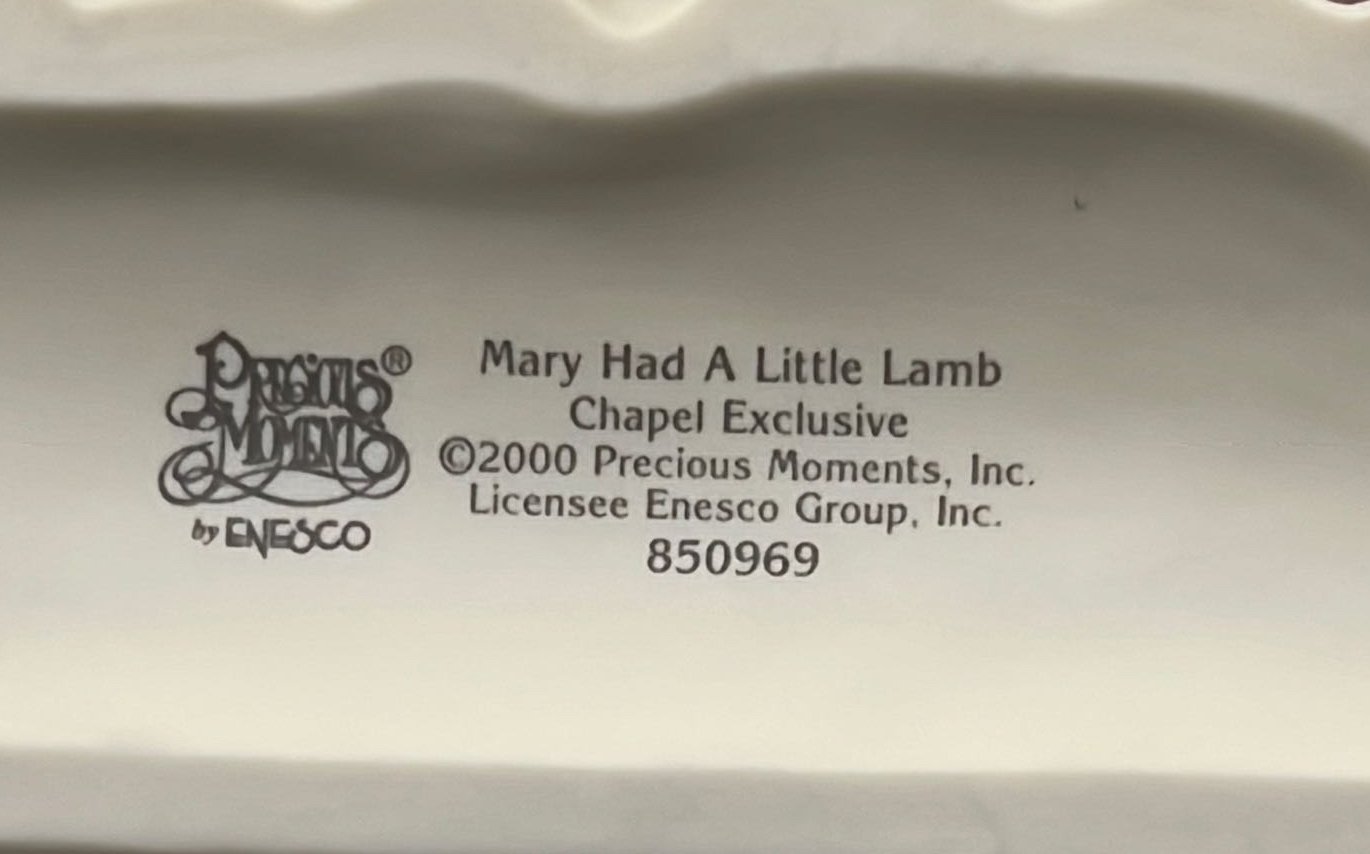 Precious®
Moments
by ENESCO
Mary Had A Little Lamb
Chapel Exclusive
©2000 Precious Moments, Inc.
Licensee Enesco Group, Inc.
850969